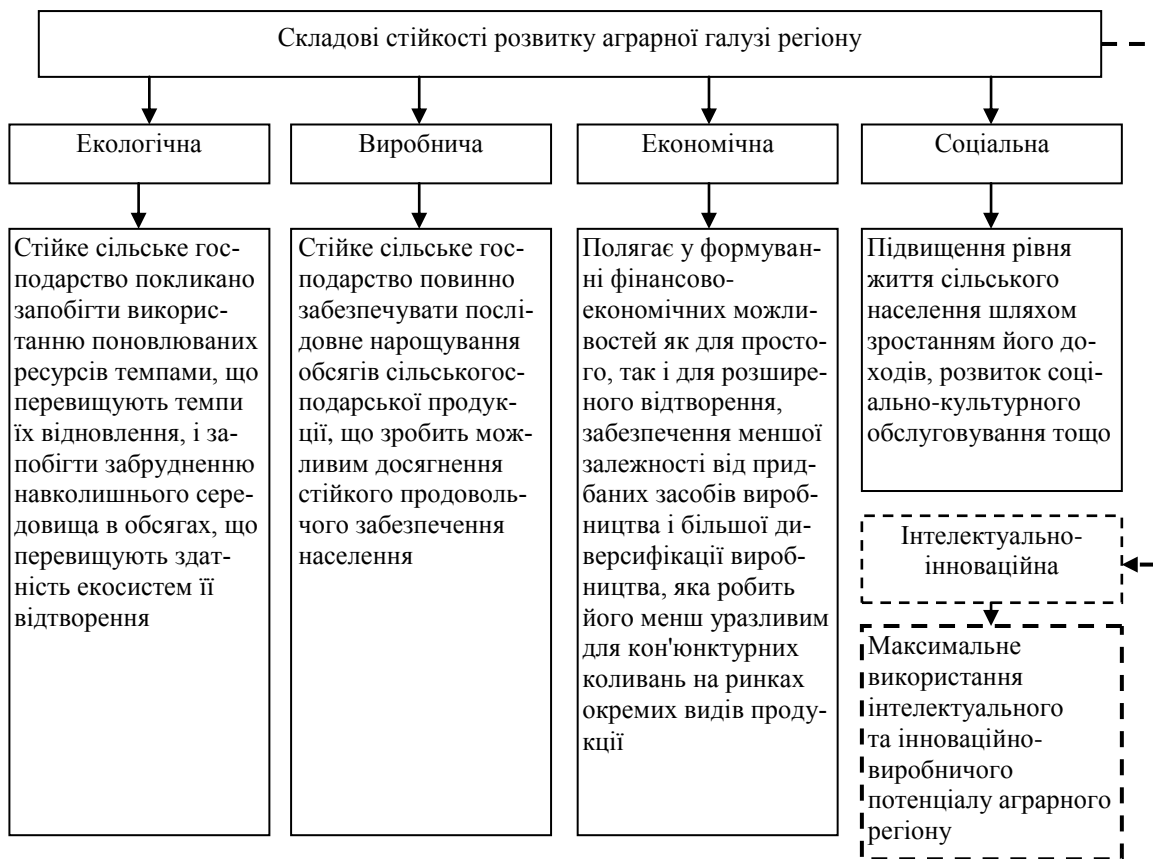 Складові стійкості розвитку аграрної галузі регіону
Екологічна
Виробнича
Економічна
Соціальна
Стійке сільське гос-
подарство покликано
запобігти викорис-
танню поновлюваних
ресурсів темпами, що
перевищують темпи
їх відновлення, і за-
побігти забрудненню
навколишнього сере-
довища в обсягах, що
перевищують здат-
ність екосистем її
відтворення
Стійке сільське гос-
подарство повинно
забезпечувати послі-
довне нарощування
обсягів сільськогос-
подарської продук-
ції, що зробить мож-
ливим досягнення
стійкого продоволь-
чого забезпечення
населення
Полягає у формуван-
ні фінансово-
економічних можли-
востей як для просто-
го, так і для розшире-
ного відтворення,
забезпечення меншої
залежності від прид-
баних засобів вироб-
ництва і більшої ди-
версифікації вироб-
ництва, яка робить
його менш уразливим
для кон'юнктурних
коливань на ринках
окремих видів проду-
кції
Підвищення рівня
життя сільського
населення шляхом
зростанням його до-
ходів, розвиток соці-
ально-культурного
обслуговування тощо
Інтелектуально-
інноваційна
Максимальне
використання
інтелектуального
та інноваційно-
виробничого
потенціалу аграрного
регіону